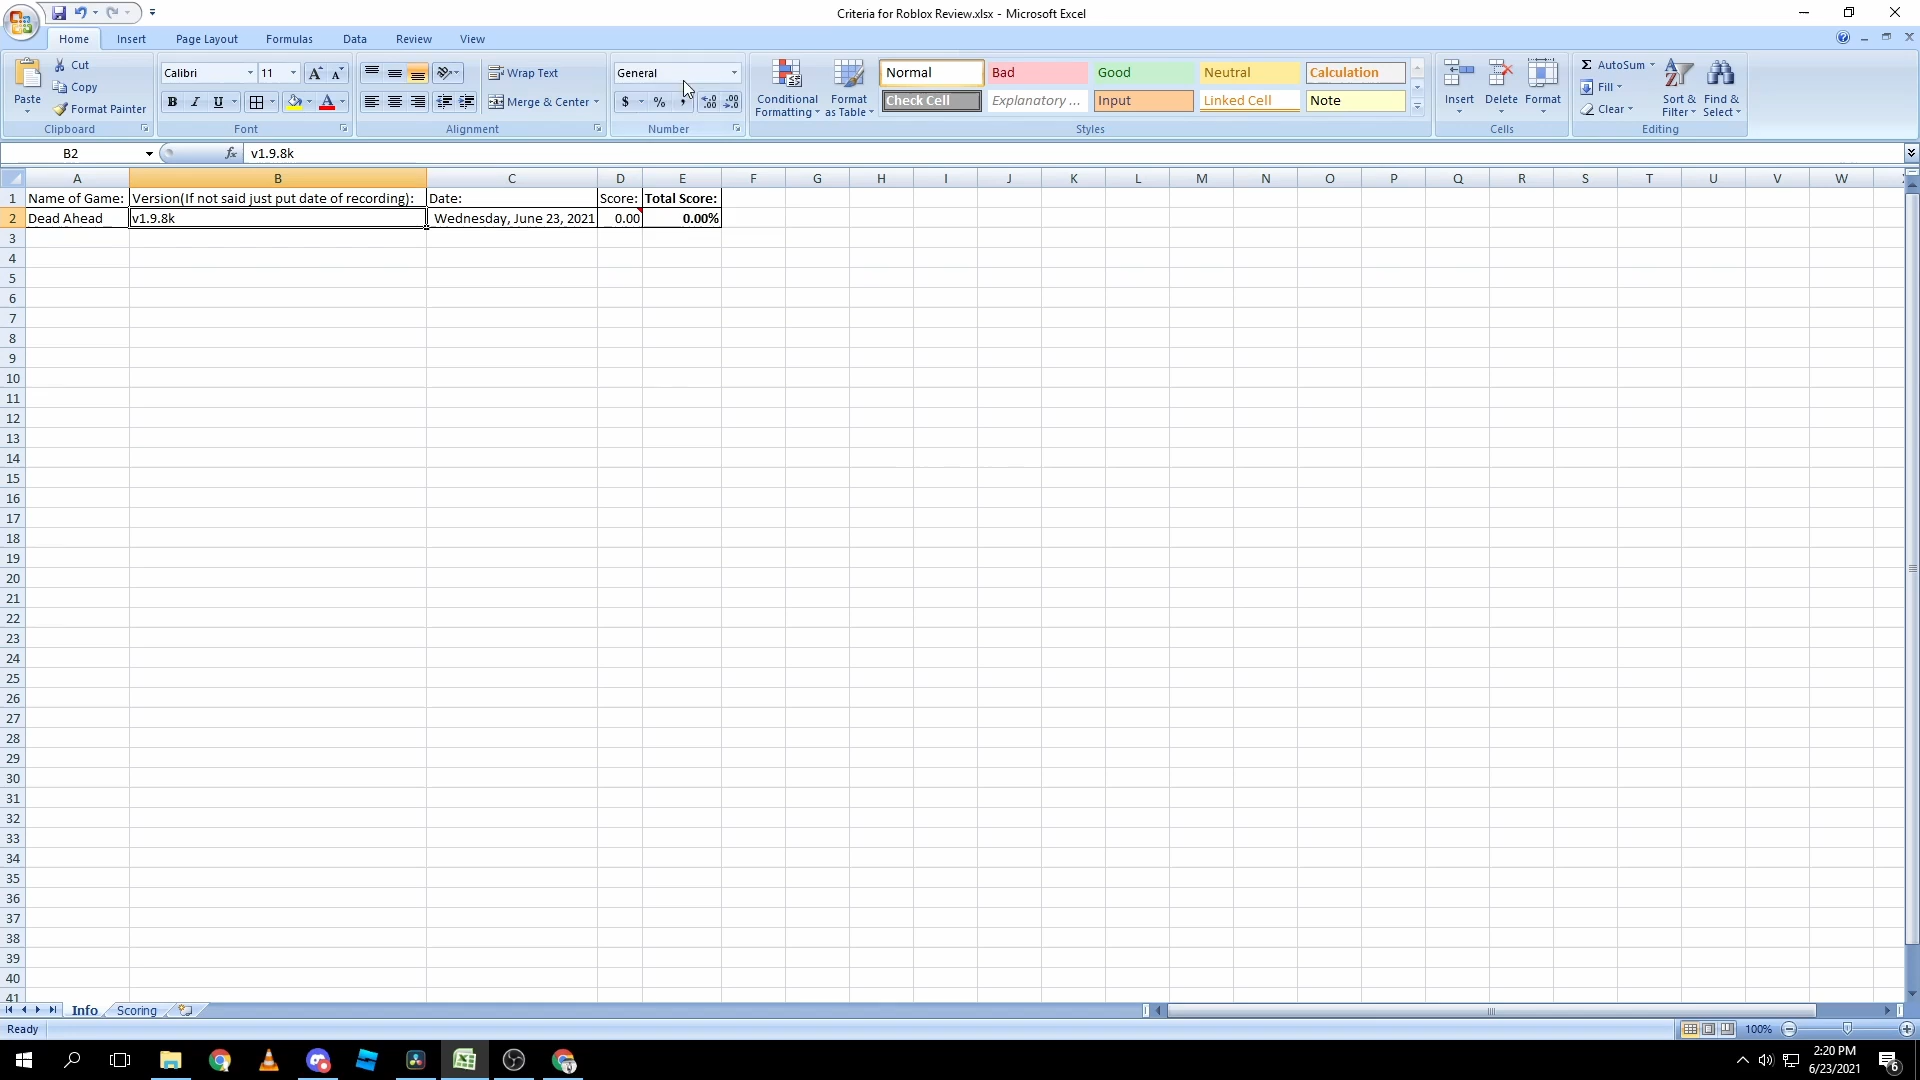 Criteria for Roblox Review.xlsx - Microsoft Excel
Home Insert Page Layout Formulas Data Review View
Paste
Cut
Copy
Format Painter
Clipboard
Calibri 11
B I U
Font
Wrap Text
Merge & Center
Alignment
General
$ % ,
Number
Conditional Formatting
Format as Table
Normal Bad Good Neutral Calculation
Check Cell Explanatory ... Input Linked Cell Note
Styles
Insert Delete Format
Cells
Σ AutoSum
Fill
Clear
Sort & Filter
Find & Select
Editing
B2 fx v1.9.8k
A B C D E F G H I J K L M N O P Q R S T U V W
1 Name of Game: Version(If not said just put date of recording): Date: Score: Total Score:
2 Dead Ahead v1.9.8k Wednesday, June 23, 2021 0.00 0.00%
3
4
5
6
7
8
9
10
11
12
13
14
15
16
17
18
19
20
21
22
23
24
25
26
27
28
29
30
31
32
33
34
35
36
37
38
39
40
41
Info Scoring
Ready 100%
2:20 PM
6/23/2021
6